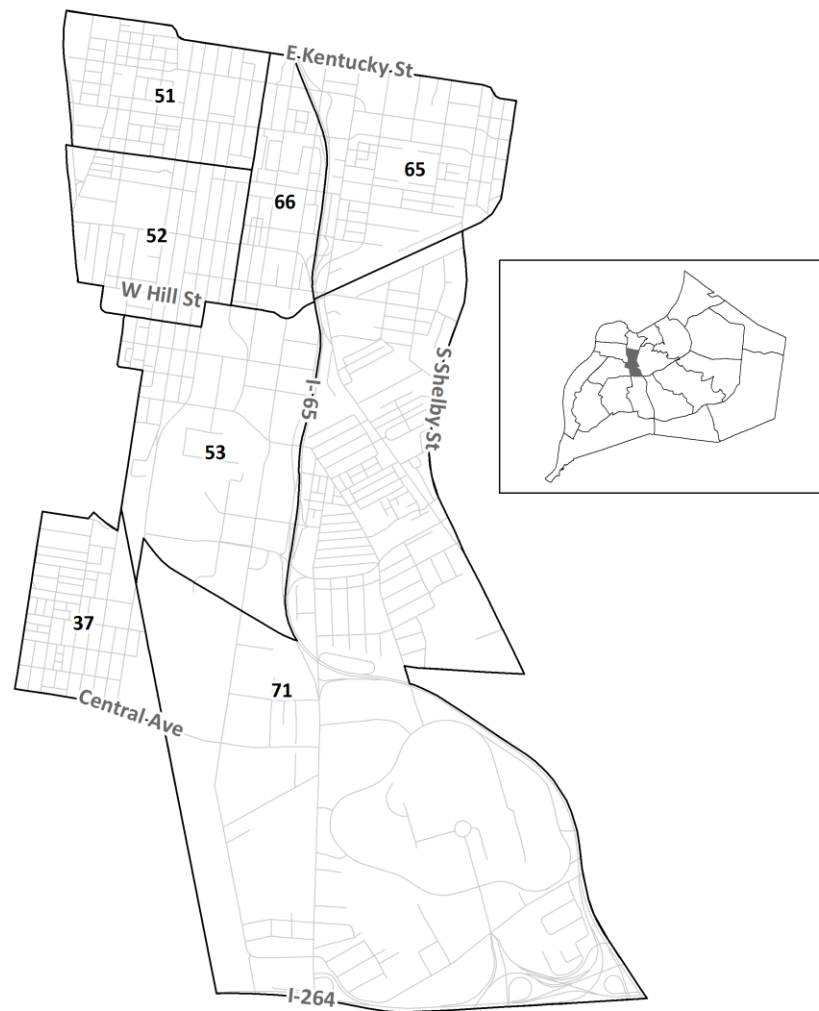 E Kentucky St
51
65
66
52
W Hill St
I-65
S Shelby St
53
37
71
Central Ave
I-264